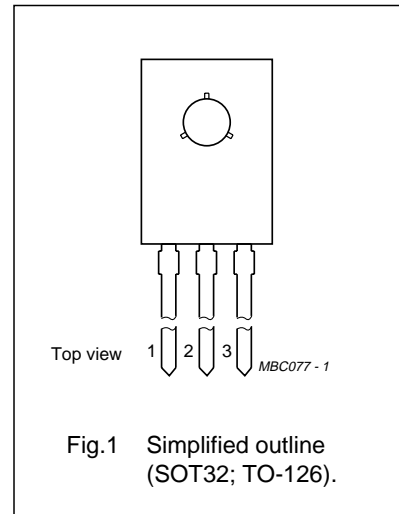 Top view 1 2 3 MBC077 - 1
Fig.1 Simplified outline
(SOT32; TO-126).